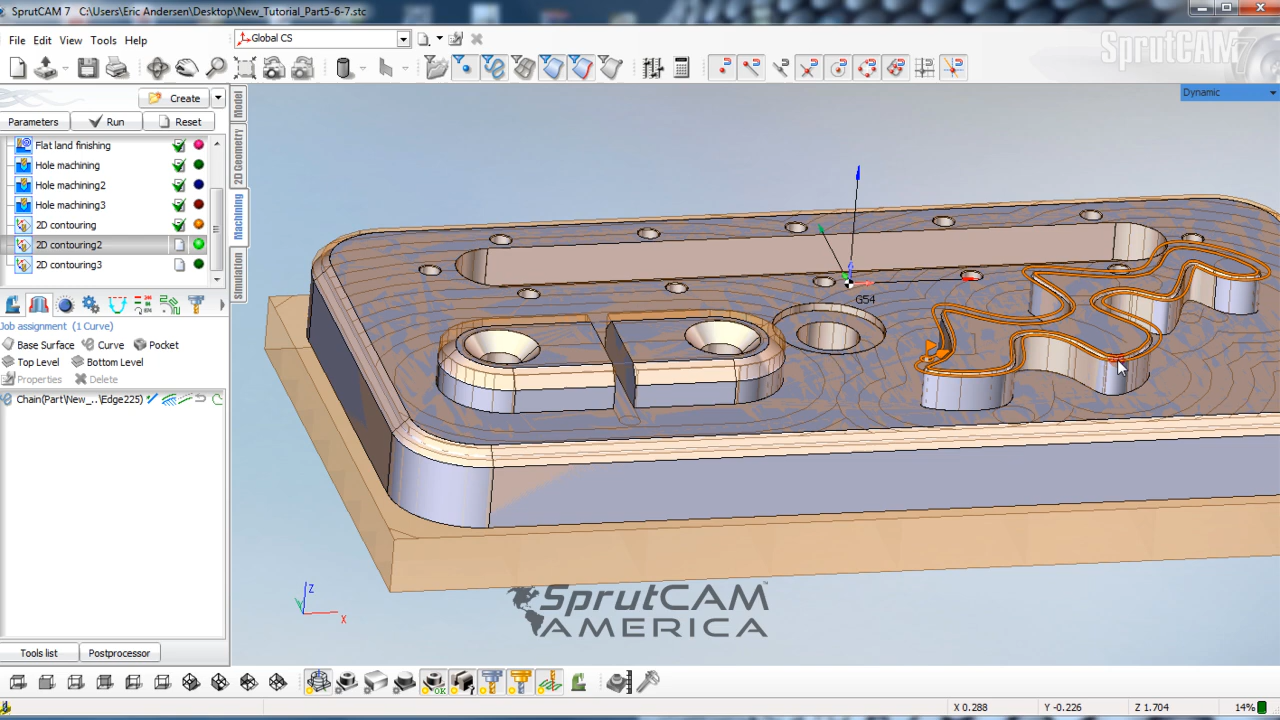 SprutCAM 7 C:\Users\Eric Andersen\Desktop\New_Tutorial_Part5-6-7.stc
File Edit View Tools Help
Global CS
SprutCAM 7
Create
Dynamic
Parameters Run Reset
Model
2D Geometry
Machining
Simulation
Flat land finishing
Hole machining
Hole machining2
Hole machining3
2D contouring
2D contouring2
2D contouring3
Job assignment (1 Curve)
Base Surface Curve Pocket
Top Level Bottom Level
Properties Delete
Chain(Part\New_..\Edge225)
G54
Z
X
SprutCAM™
AMERICA
Tools list Postprocessor
OK
X 0.288 Y -0.226 Z 1.704 14%